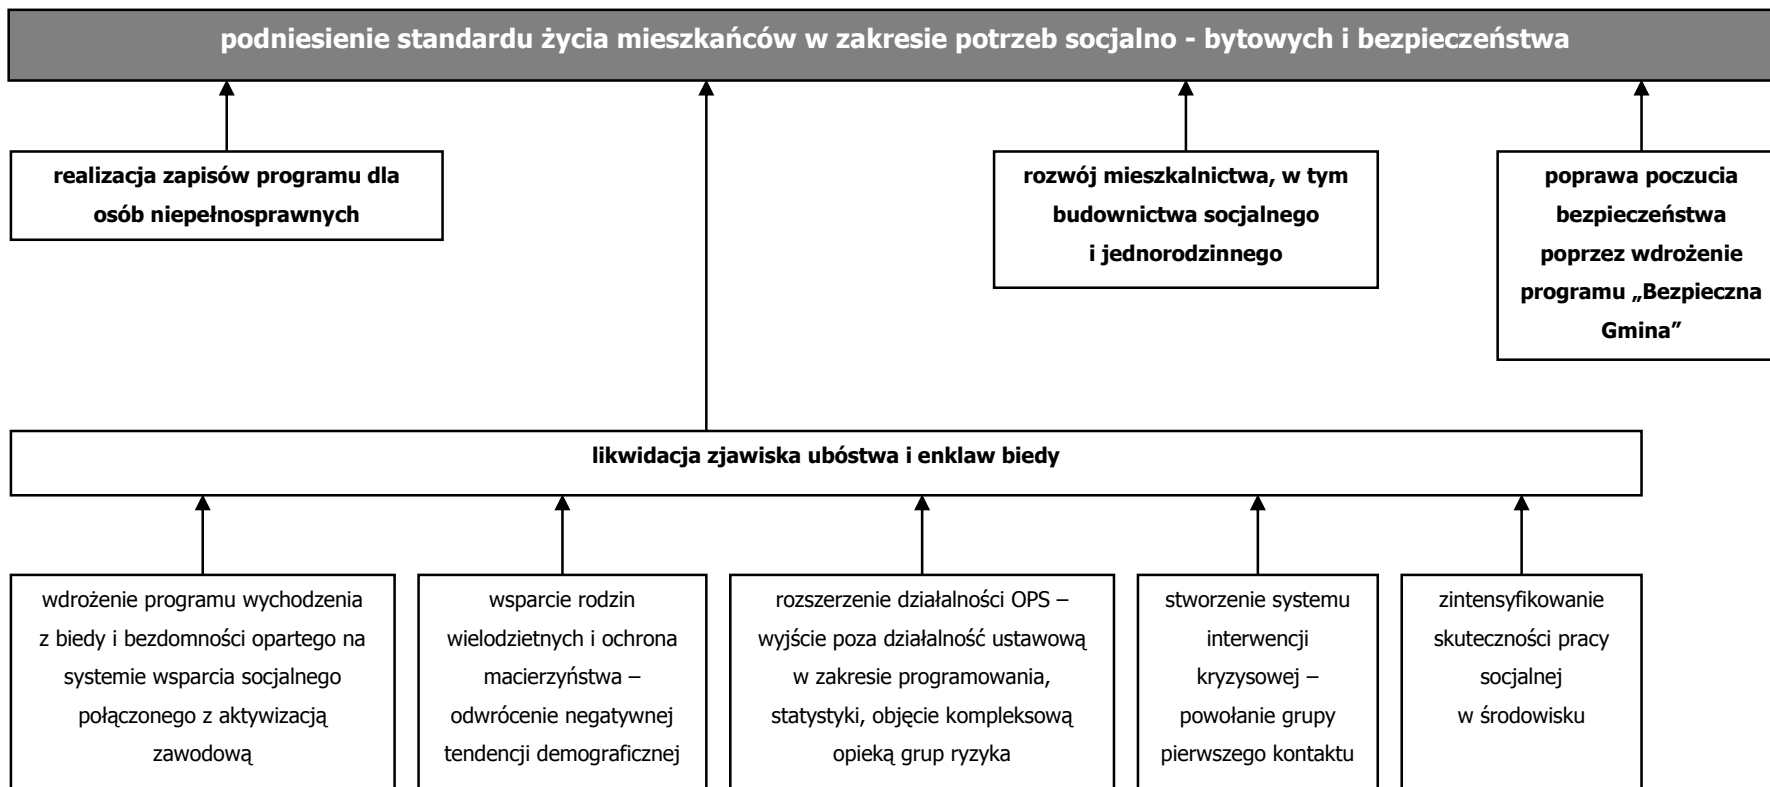 podniesienie standardu życia mieszkańców w zakresie potrzeb socjalno - bytowych i bezpieczeństwa
realizacja zapisów programu dla
osób niepełnosprawnych
rozwój mieszkalnictwa, w tym
budownictwa socjalnego
i jednorodzinnego
poprawa poczucia
bezpieczeństwa
poprzez wdrożenie
programu „Bezpieczna
Gmina”
likwidacja zjawiska ubóstwa i enklaw biedy
wdrożenie programu wychodzenia
z biedy i bezdomności opartego na
systemie wsparcia socjalnego
połączonego z aktywizacją
zawodową
wsparcie rodzin
wielodzietnych i ochrona
macierzyństwa –
odwrócenie negatywnej
tendencji demograficznej
rozszerzenie działalności OPS –
wyjście poza działalność ustawową
w zakresie programowania,
statystyki, objęcie kompleksową
opieką grup ryzyka
stworzenie systemu
interwencji
kryzysowej –
powołanie grupy
pierwszego kontaktu
zintensyfikowanie
skuteczności pracy
socjalnej
w środowisku